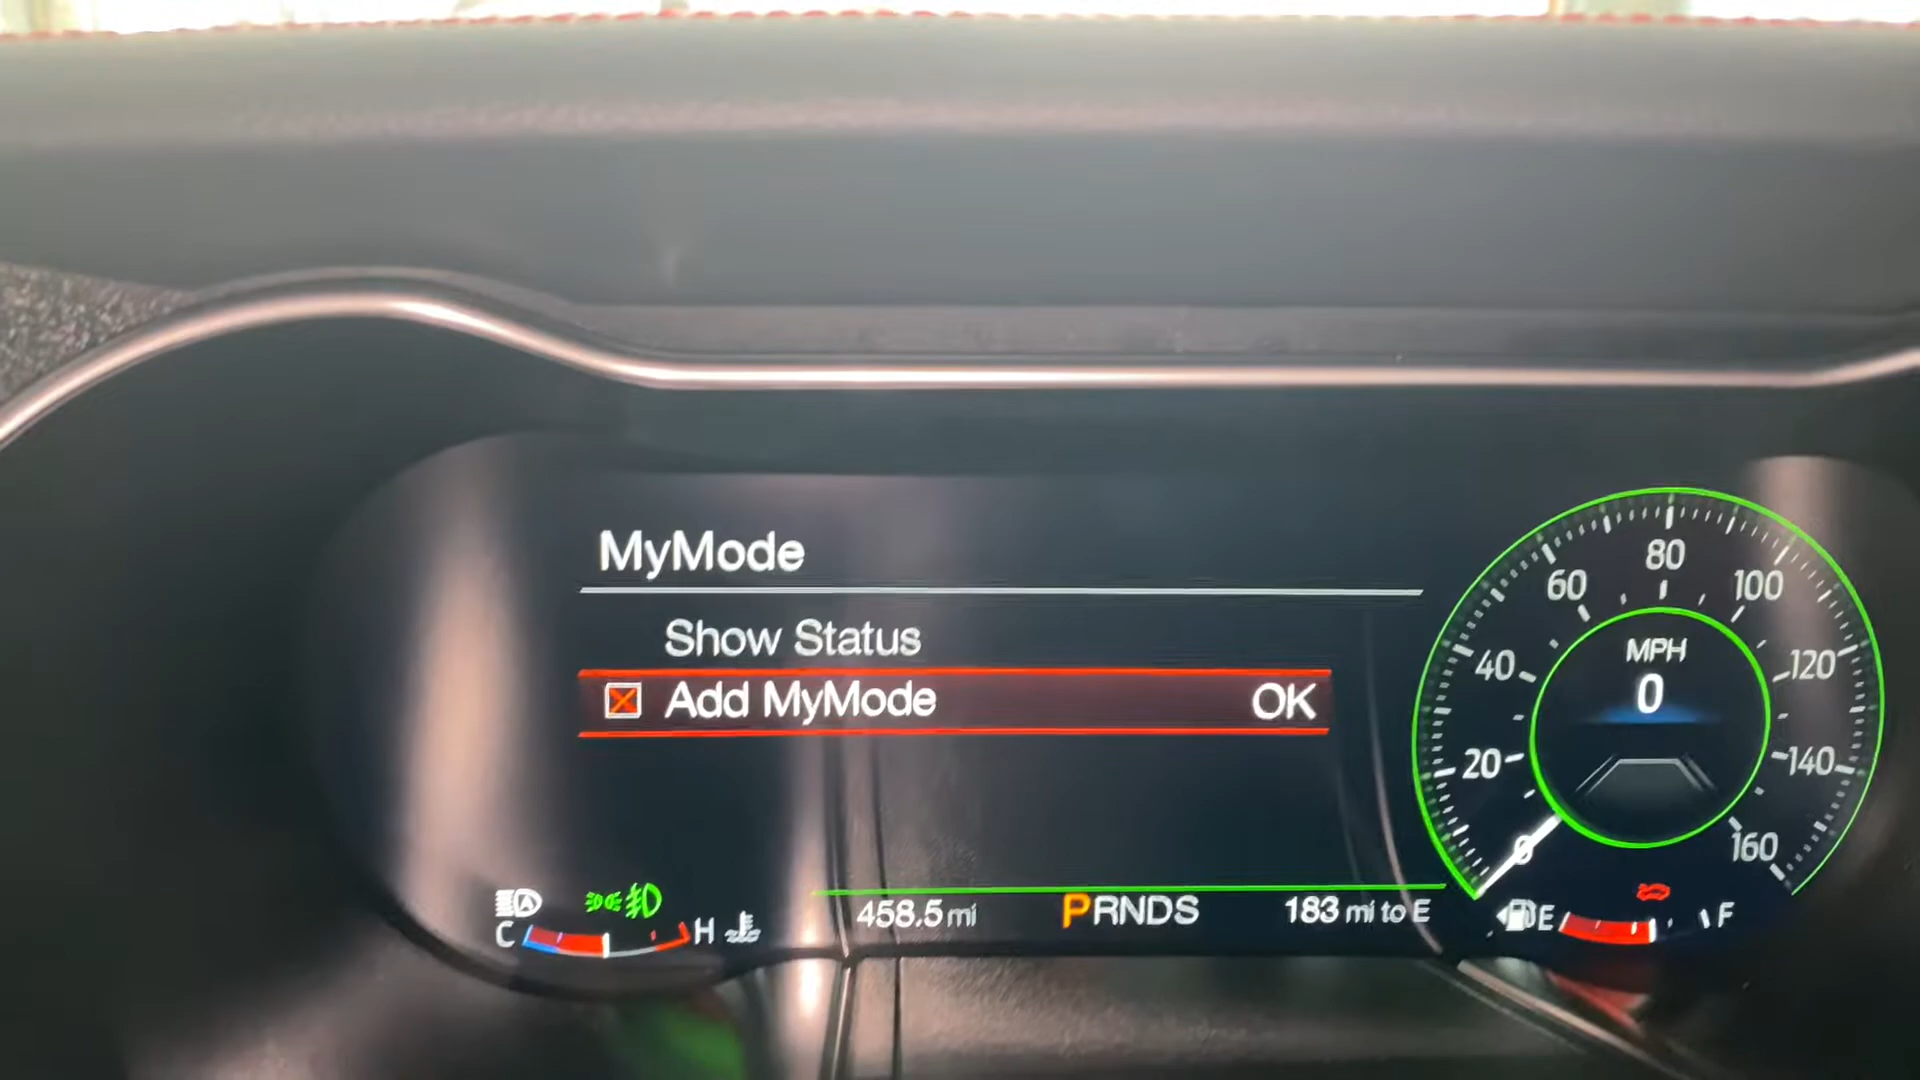 MyMode
Show Status
Add MyMode OK
80
60 100
MPH
40 0 120
20 140
0 160
458.5 mi PRNDS 183 mi to E
C H E F